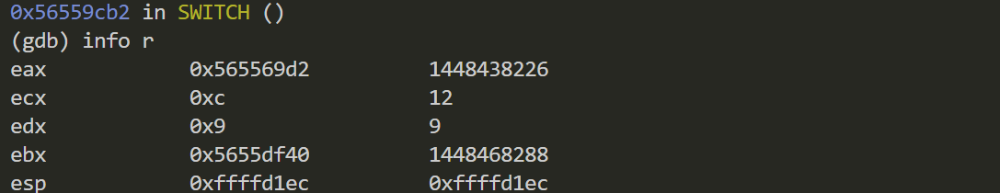 0x56559cb2 in SWITCH ()
(gdb) info r
eax 0x565569d2 1448438226
ecx 0xc 12
edx 0x9 9
ebx 0x5655df40 1448468288
esp 0xffffd1ec 0xffffd1ec